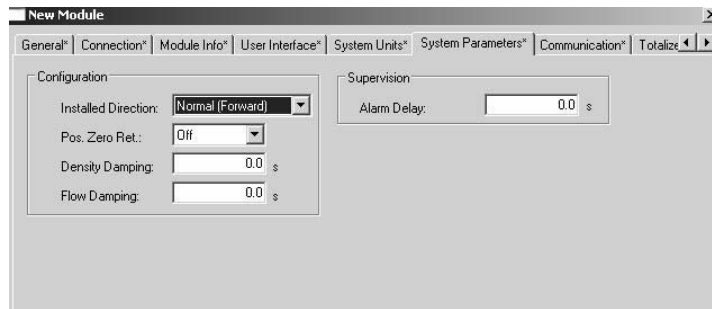 New Module
General* Connection* Module Info* User Interface* System Units* System Parameters* Communication* Totalize
Configuration
Installed Direction: Normal (Forward)
Pos. Zero Ret.: Off
Density Damping: 0.0 s
Flow Damping: 0.0 s
Supervision
Alarm Delay: 0.0 s